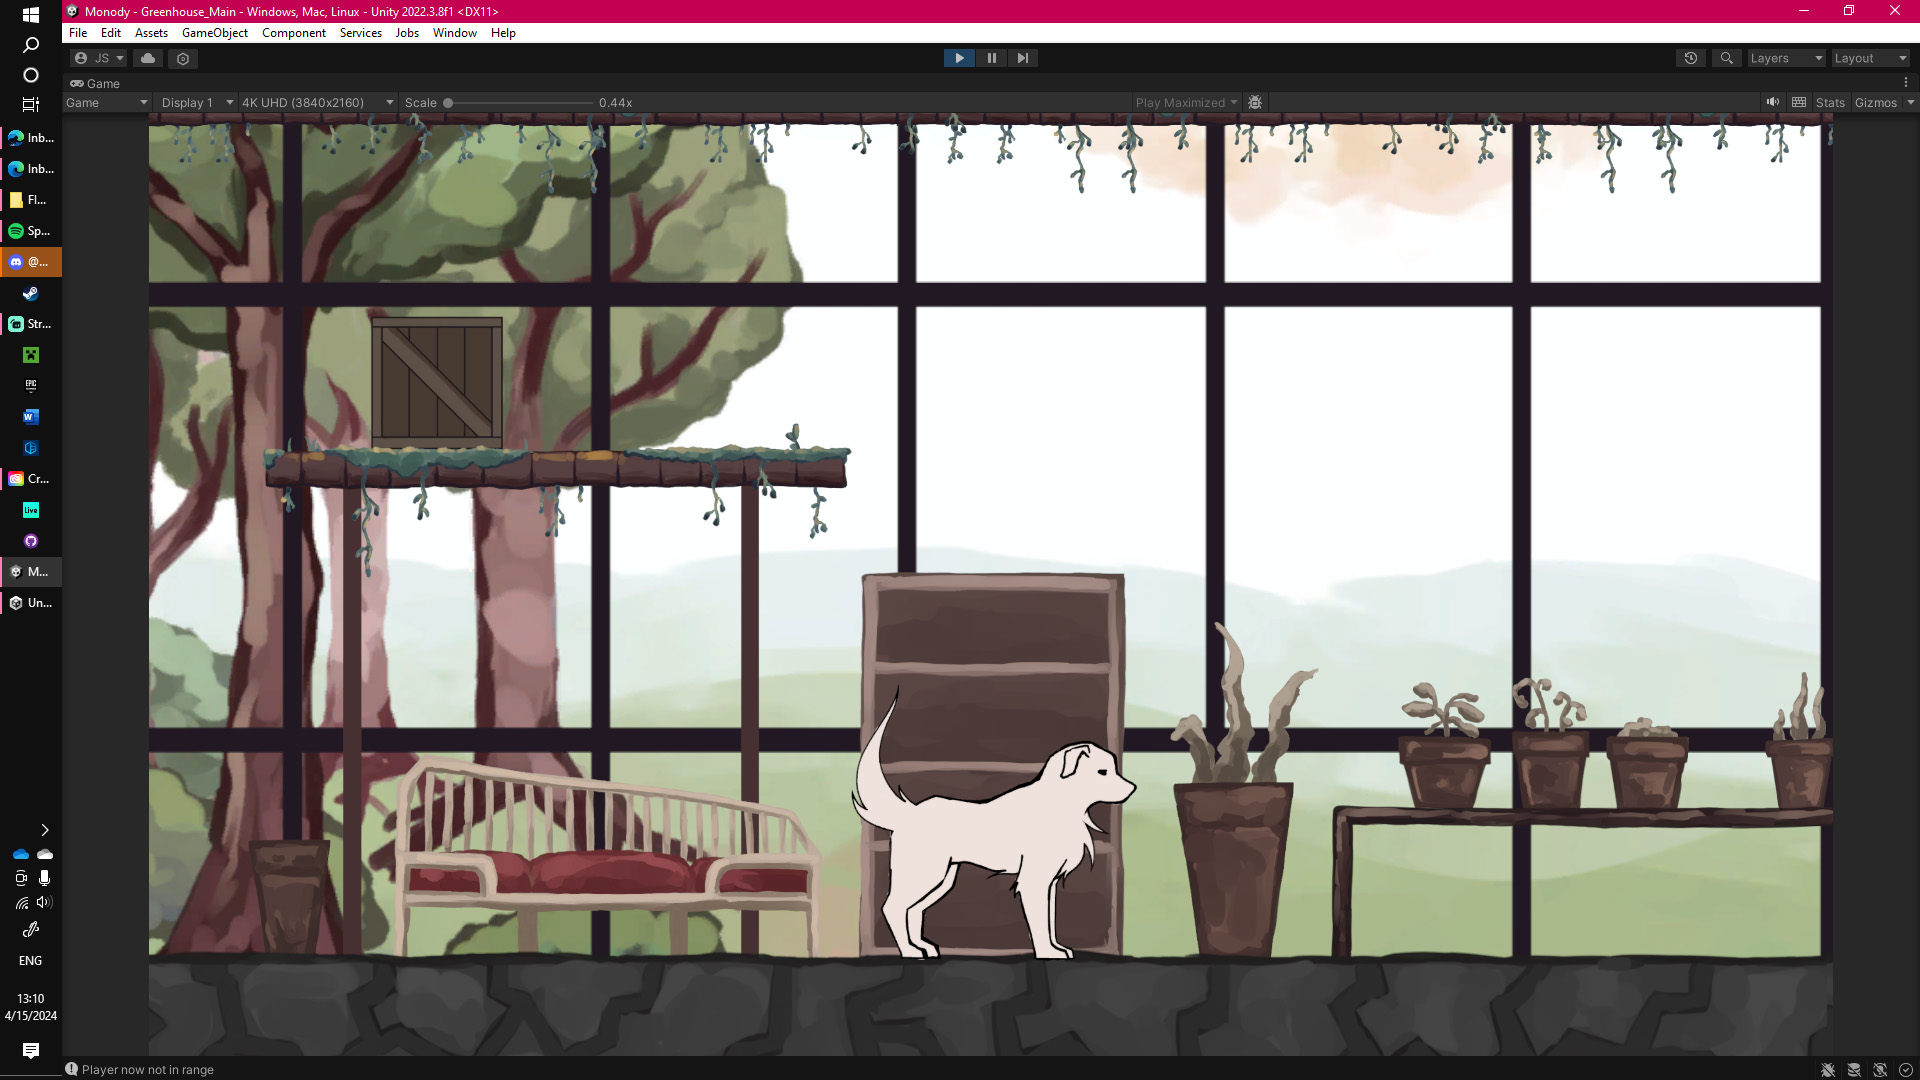 Monody - Greenhouse_Main - Windows, Mac, Linux - Unity 2022.3.8f1 <DX11>
File Edit Assets GameObject Component Services Jobs Window Help
JS
Layers Layout
Game
Game Display 1 4K UHD (3840x2160) Scale 0.44x Play Maximized Stats Gizmos
Inb...
Inb...
Fl...
Sp...
@...
Str...
EPIC
W
Cr...
Live
M...
Un...
ENG
13:10
4/15/2024
Player now not in range